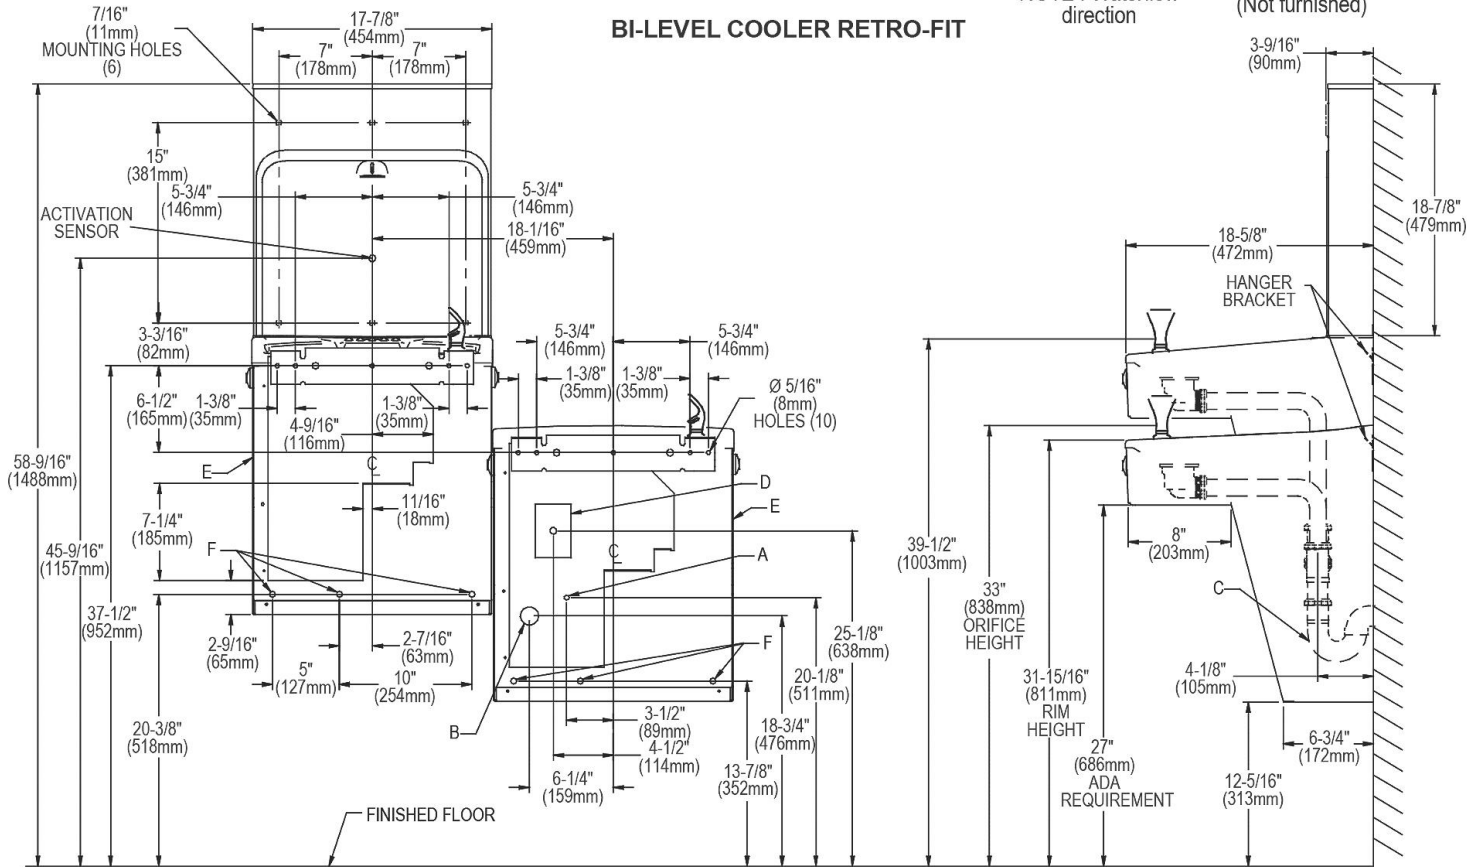 BI-LEVEL COOLER RETRO-FIT
direction
(Not furnished)
7/16"
(11mm)
MOUNTING HOLES
(6)
17-7/8"
(454mm)
7"
(178mm)
7"
(178mm)
15"
(381mm)
5-3/4"
(146mm)
5-3/4"
(146mm)
ACTIVATION
SENSOR
18-1/16"
(459mm)
3-3/16"
(82mm)
6-1/2"
(165mm)
1-3/8"
(35mm)
4-9/16"
(116mm)
1-3/8"
(35mm)
5-3/4"
(146mm)
5-3/4"
(146mm)
1-3/8"
(35mm)
1-3/8"
(35mm)
Ø 5/16"
(8mm)
HOLES (10)
58-9/16"
(1488mm)
E
C
11/16"
(18mm)
7-1/4"
(185mm)
F
45-9/16"
(1157mm)
37-1/2"
(952mm)
2-9/16"
(65mm)
2-7/16"
(63mm)
5"
(127mm)
10"
(254mm)
20-3/8"
(518mm)
D
E
C
A
B
F
25-1/8"
(638mm)
20-1/8"
(511mm)
18-3/4"
(476mm)
13-7/8"
(352mm)
3-1/2"
(89mm)
4-1/2"
(114mm)
6-1/4"
(159mm)
FINISHED FLOOR
3-9/16"
(90mm)
18-7/8"
(479mm)
18-5/8"
(472mm)
HANGER
BRACKET
39-1/2"
(1003mm)
8"
(203mm)
33"
(838mm)
ORIFICE
HEIGHT
C
31-15/16"
(811mm)
RIM
HEIGHT
4-1/8"
(105mm)
27"
(686mm)
ADA
REQUIREMENT
6-3/4"
(172mm)
12-5/16"
(313mm)